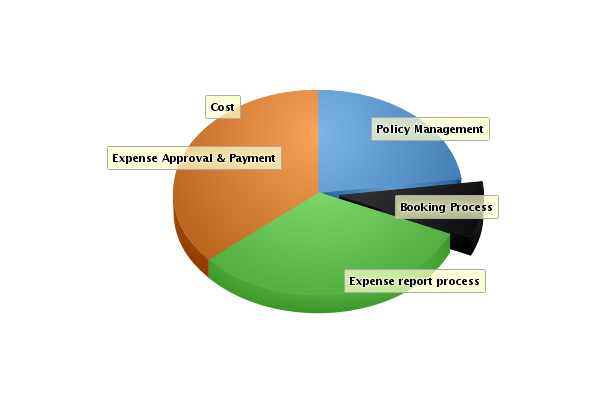 Cost
Policy Management
Expense Approval & Payment
Booking Process
Expense report process